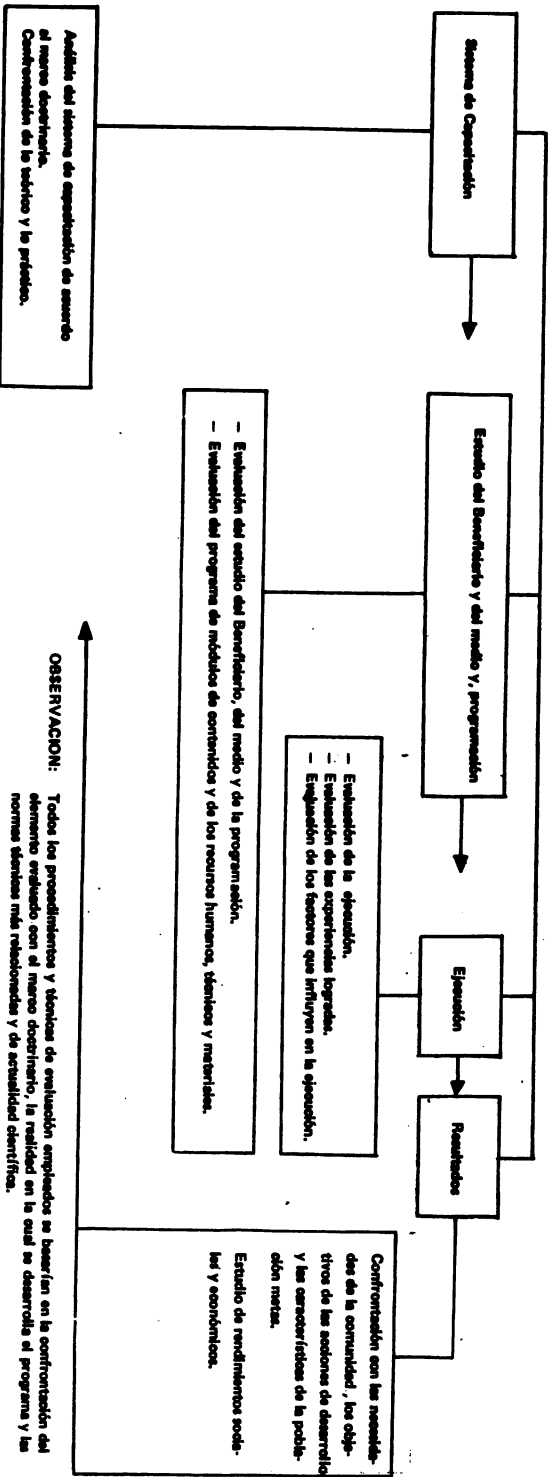 Sistema de Capacitación
Estudio del Beneficiario y del medio y, programación
Ejecución
Resultados
Análisis del sistema de capacitación de acuerdo
al marco doctrinario.
Confrontación de lo teórico y lo práctico.
— Evaluación del estudio del Beneficiario, del medio y de la programación.
— Evaluación del programa de módulos de contenidos y de los recursos humanos, técnicos y materiales.
— Evaluación de la ejecución.
— Evaluación de las experiencias logradas.
— Evaluación de los factores que influyen en la ejecución.
Confrontación con las neceside-
des de la comunidad, los obje-
tivos de las acciones de desarrollo
y las características de la pobla-
ción metas.
Estudio de rendimientos socia-
les y económicos.
OBSERVACION: Todos los procedimientos y técnicas de evaluación empleados se basarían en la confrontación del
elemento evaluado con el marco doctrinario, la realidad en la cual se desarrolla el programa y las
normas técnicas más relacionadas y de actualidad científica.